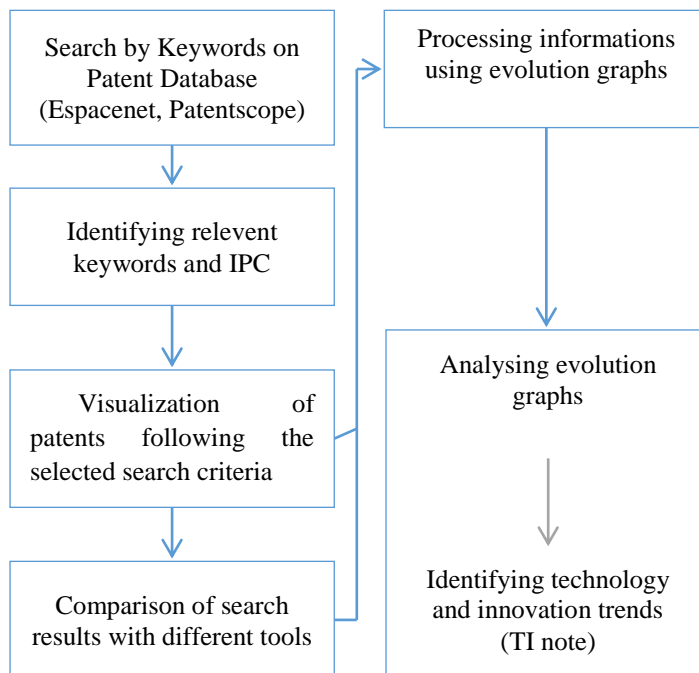 Search by Keywords on
Patent Database
(Espacenet, Patentscope)
Identifying relevent
keywords and IPC
Visualization of
patents following the
selected search criteria
Comparison of search
results with different tools
Processing informations
using evolution graphs
Analysing evolution
graphs
Identifying technology
and innovation trends
(TI note)